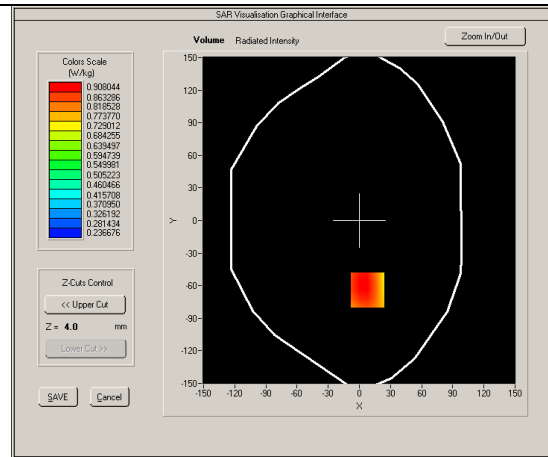 SAR Visualisation Graphical Interface
Volume Radiated Intensity
Zoom In/Out
Colors Scale
(W/kg)
0.908044
0.863286
0.818528
0.773770
0.729012
0.684255
0.639497
0.594739
0.549981
0.505223
0.460466
0.415708
0.370950
0.326192
0.281434
0.236676
Z-Cuts Control
<< Upper Cut
Z = 4.0 mm
Lower Cut >>
SAVE Cancel
150
120
90
60
30
0
-30
-60
-90
-120
-150
Y
-150 -120 -90 -60 -30 0 30 60 90 120 150
X